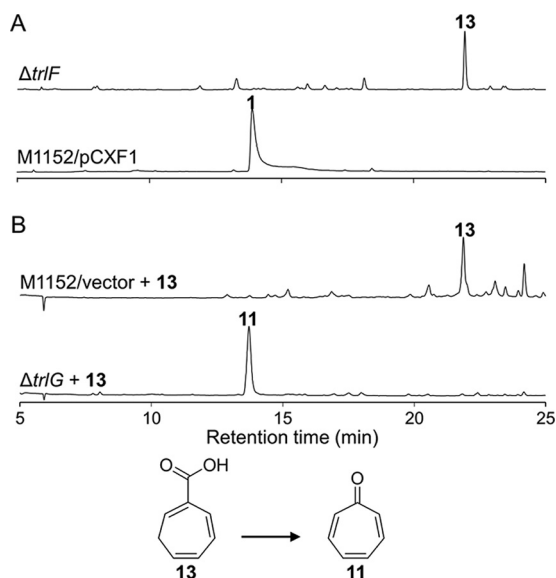 A
13
ΔtrlF
1
M1152/pCXF1
B
13
M1152/vector + 13
11
ΔtrlG + 13
5 10 15 20 25
Retention time (min)
O OH
O
13
11